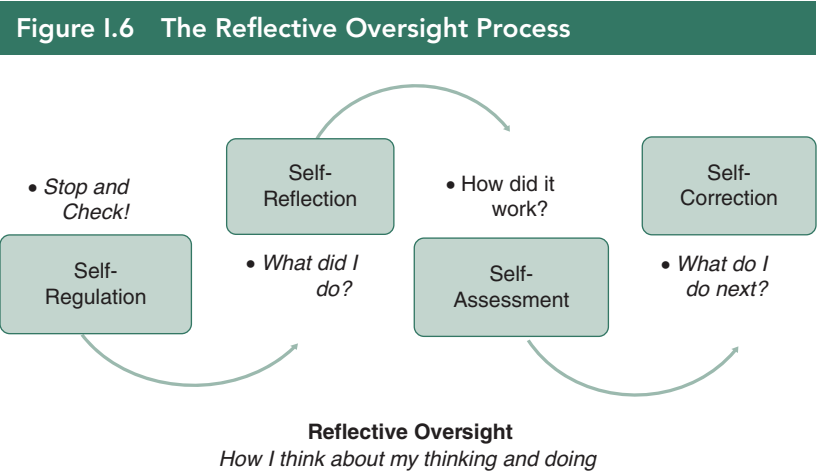 Figure I.6 The Reflective Oversight Process
• Stop and
Check!
Self-
Regulation
Self-
Reflection
• What did I
do?
• How did it
work?
Self-
Assessment
Self-
Correction
• What do I
do next?
Reflective Oversight
How I think about my thinking and doing